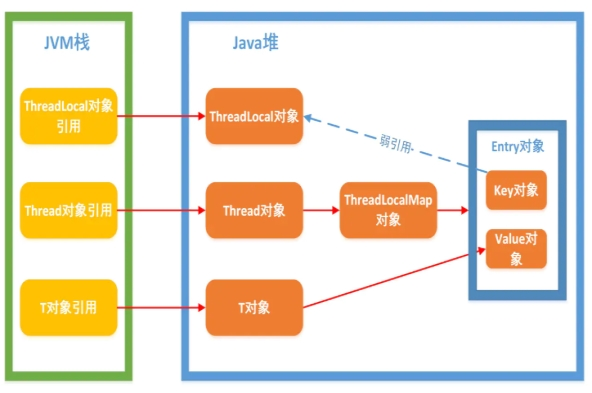 JVM栈
Java堆
ThreadLocal对象
引用
ThreadLocal对象
弱引用
Entry对象
Key对象
Thread对象引用
Thread对象
ThreadLocalMap
对象
Value对
象
T对象引用
T对象